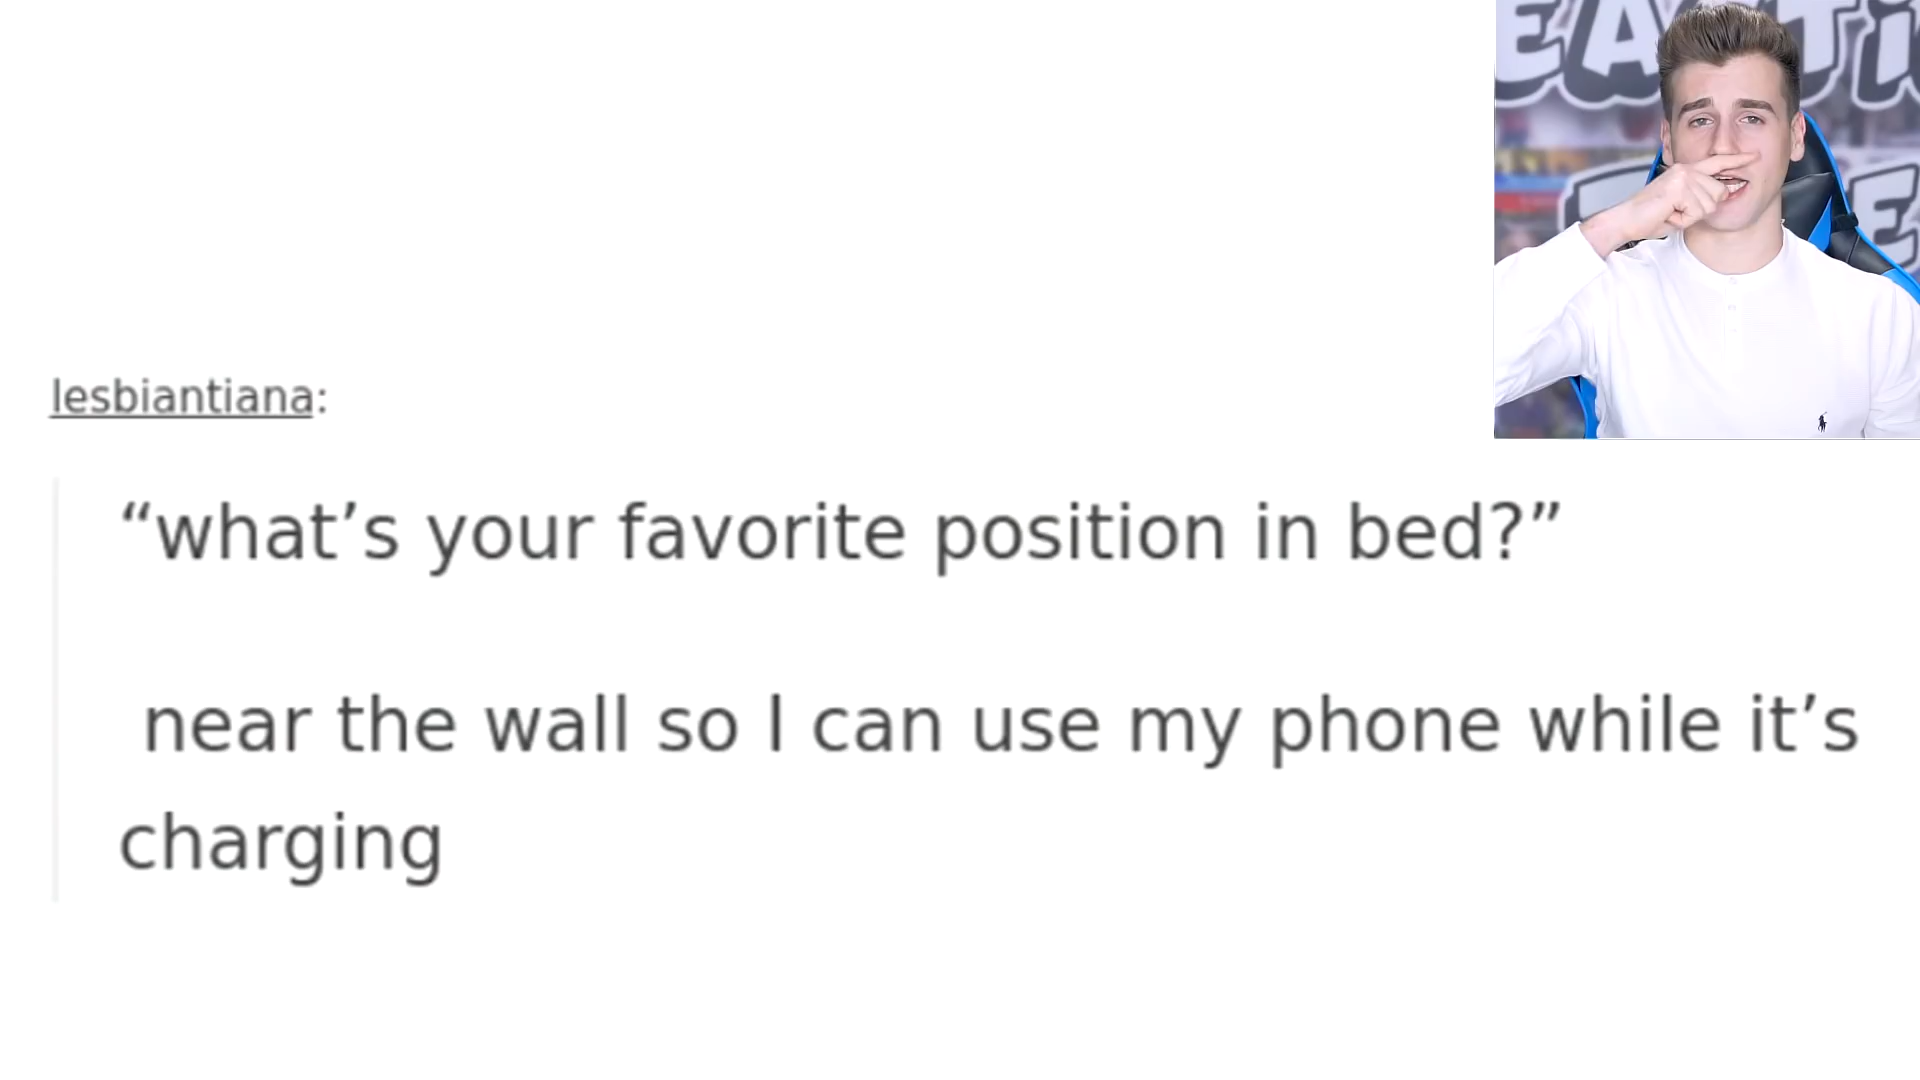 lesbiantiana:
“what’s your favorite position in bed?”
near the wall so I can use my phone while it’s
charging